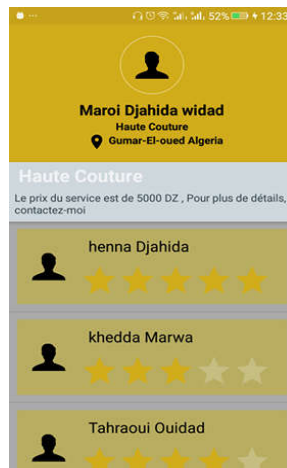 52% 12:33
Maroi Djahida widad
Haute Couture
Gumar-El-oued Algeria
Haute Couture
Le prix du service est de 5000 DZ , Pour plus de détails,
contactez-moi
henna Djahida
khedda Marwa
Tahraoui Ouidad